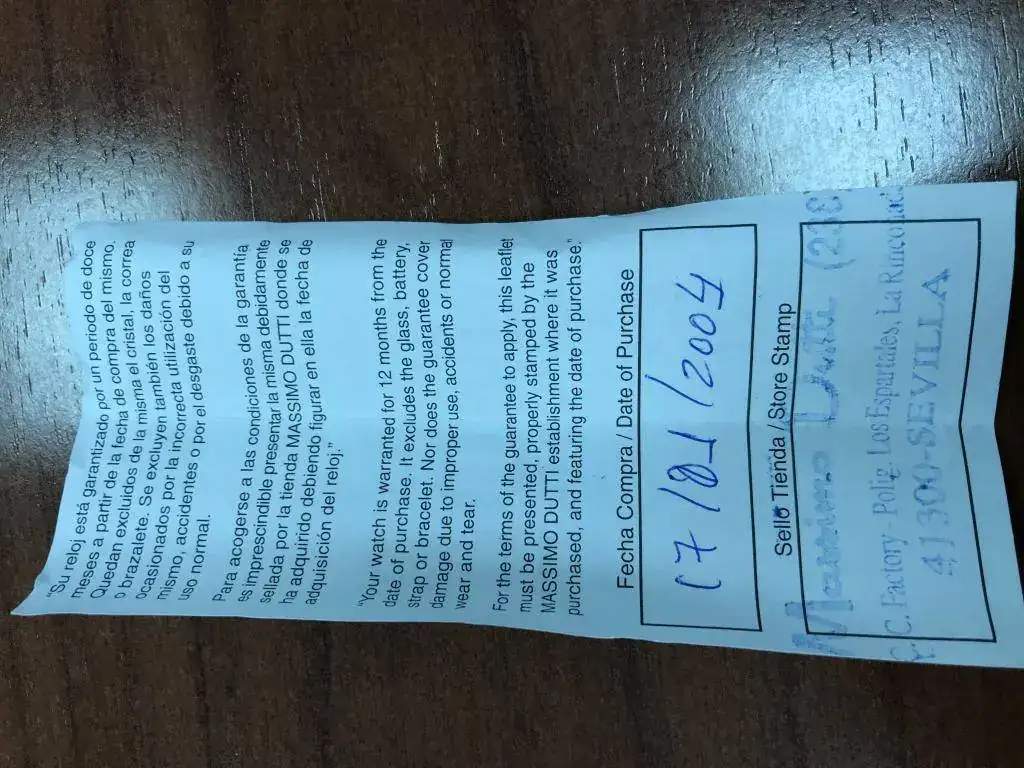 "Su reloj está garantizado por un periodo de doce
meses a partir de la fecha de compra del mismo.
Quedan excluidos de la misma el cristal, la correa
o brazalete. Se excluyen también los daños
ocasionados por la incorrecta utilización del
mismo, accidentes o por el desgaste debido a su
uso normal.
Para acogerse a las condiciones de la garantía
es imprescindible presentar la misma debidamente
sellada por la tienda MASSIMO DUTTI donde se
ha adquirido debiendo figurar en ella la fecha de
adquisición del reloj."
"Your watch is warranted for 12 months from the
date of purchase. It excludes the glass, battery,
strap or bracelet. Nor does the guarantee cover
damage due to improper use, accidents or normal
wear and tear.
For the terms of the guarantee to apply, this leaflet
must be presented, properly stamped by the
MASSIMO DUTTI establishment where it was
purchased, and featuring the date of purchase."
Fecha Compra / Date of Purchase
17/01/2004
Sello Tienda / Store Stamp
Massimo Dutti
C. Factory - Polig. Los Espartales, La Rinconad
41300-SEVILLA